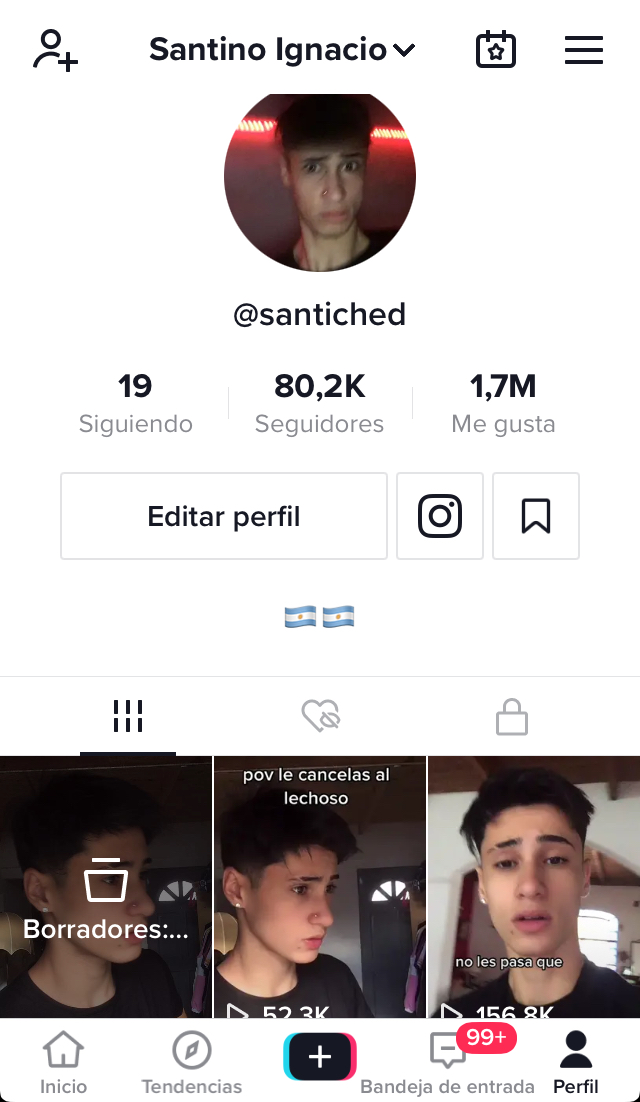 Santino Ignacio
@santiched
19
80,2K
1,7M
Siguiendo
Seguidores
Me gusta
Editar perfil
Borradores:...
pov le cancelas al
lechoso
52.3K
no les pasa que
156.8K
99+
Inicio
Tendencias
Bandeja de entrada
Perfil